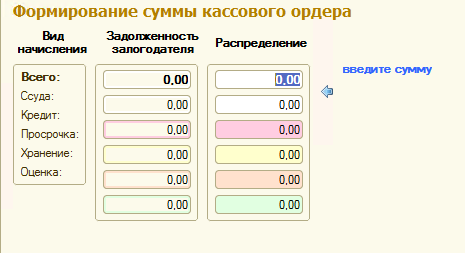 Формирование суммы кассового ордера
Вид начисления
Задолженность залогодателя
Распределение
Всего: 0,00 0,00
введите сумму
Ссуда: 0,00 0,00
Кредит: 0,00 0,00
Просрочка: 0,00 0,00
Хранение: 0,00 0,00
Оценка: 0,00 0,00